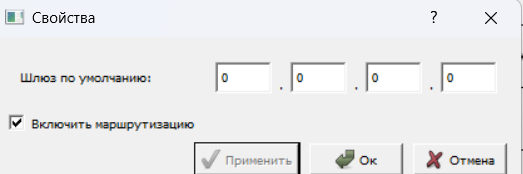 Свойства ?
Шлюз по умолчанию: 0 . 0 . 0 . 0
Включить маршрутизацию
Применить Ок Отмена